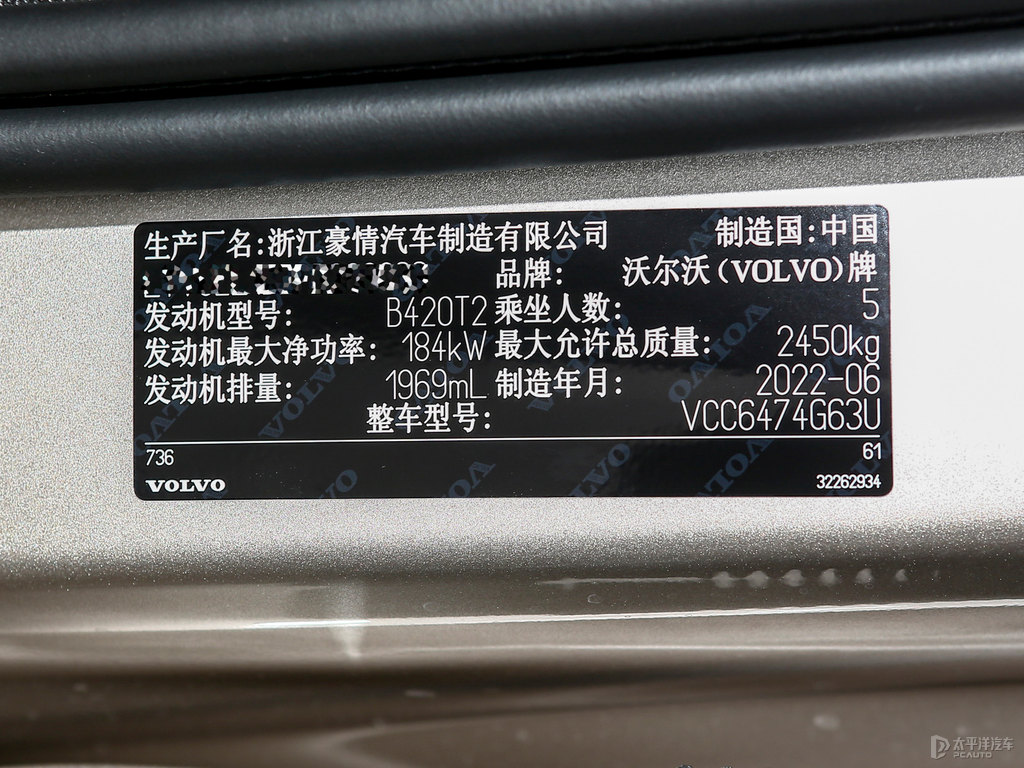 生产厂名:浙江豪情汽车制造有限公司 制造国:中国
品牌: 沃尔沃(VOLVO)牌
发动机型号: B420T2 乘坐人数: 5
发动机最大净功率: 184kW 最大允许总质量: 2450kg
发动机排量: 1969mL 制造年月: 2022-06
整车型号: VCC6474G63U
736 61
VOLVO 32262934
太平洋汽车
PCAUTO